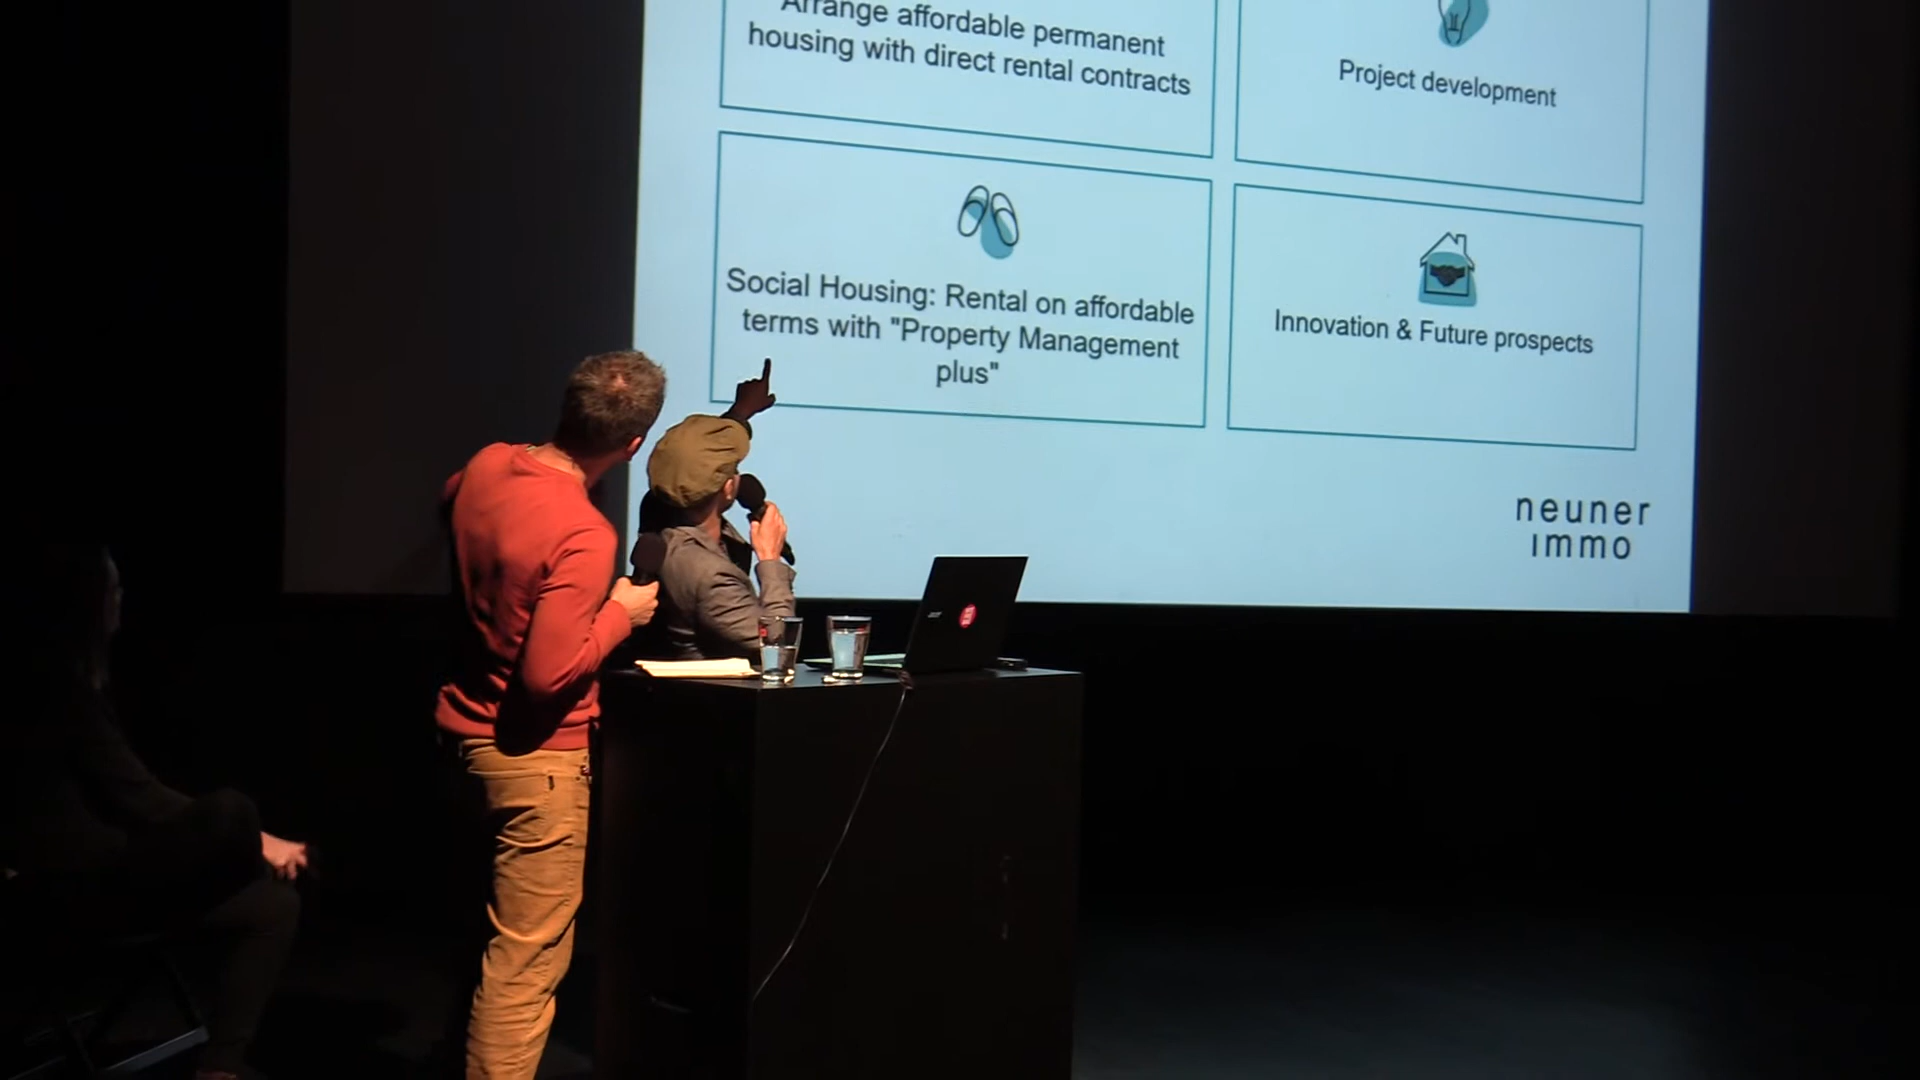 Arrange affordable permanent
housing with direct rental contracts
Project development
Social Housing: Rental on affordable
terms with "Property Management
plus"
Innovation & Future prospects
neuner
immo
acer